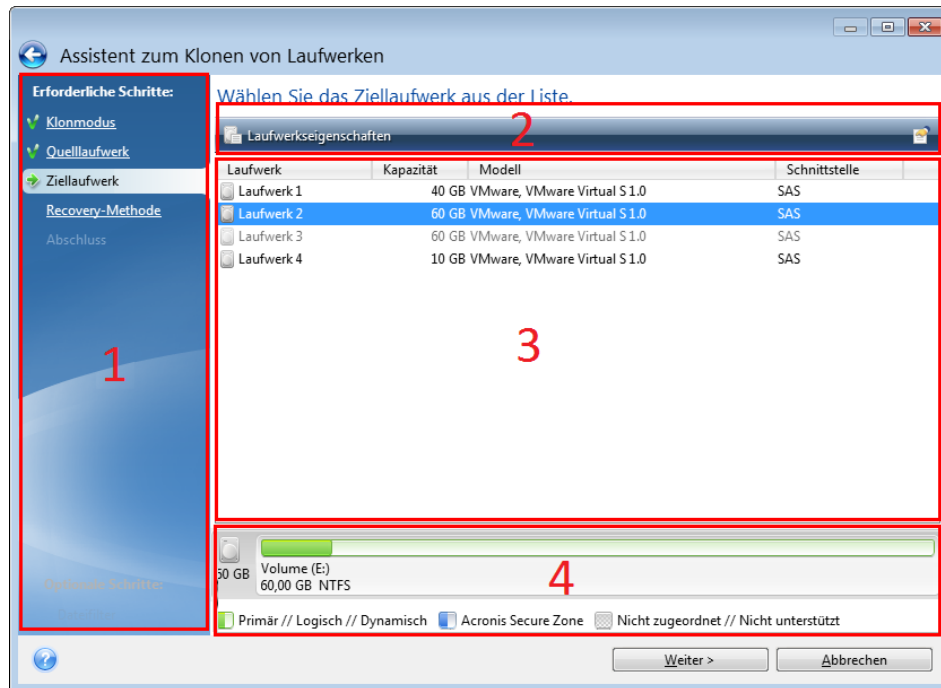 Assistent zum Klonen von Laufwerken
Erforderliche Schritte:
Klonmodus
Quelllaufwerk
Ziellaufwerk
Recovery-Methode
Abschluss
1
Wählen Sie das Ziellaufwerk aus der Liste.
2
Laufwerkseigenschaften
Laufwerk Kapazität Modell Schnittstelle
Laufwerk 1 40 GB VMware, VMware Virtual S 1.0 SAS
Laufwerk 2 60 GB VMware, VMware Virtual S 1.0 SAS
Laufwerk 3 60 GB VMware, VMware Virtual S 1.0 SAS
Laufwerk 4 10 GB VMware, VMware Virtual S 1.0 SAS
3
GB
Volume (E:)
60,00 GB NTFS
4
Primär // Logisch // Dynamisch Acronis Secure Zone Nicht zugeordnet // Nicht unterstützt
Weiter > Abbrechen